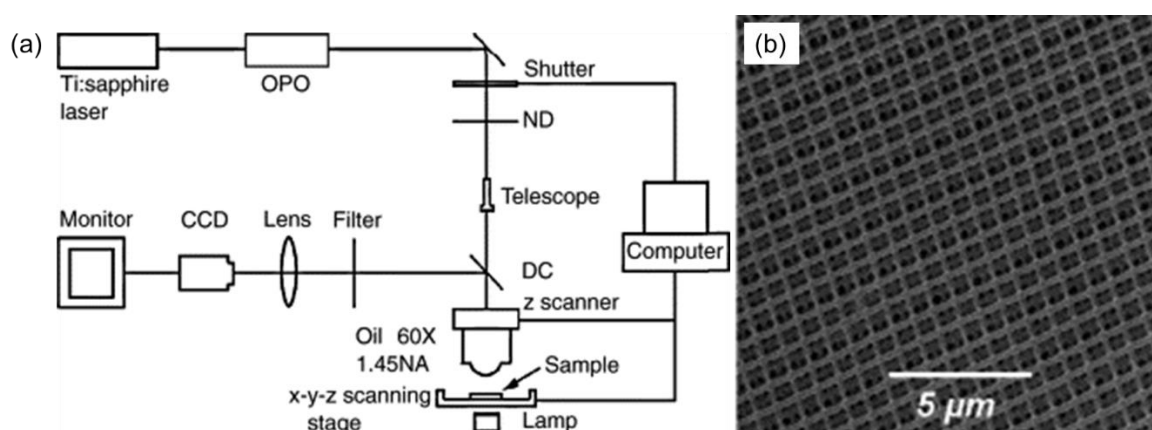 (a)
Ti:sapphire
laser
OPO
Shutter
ND
Telescope
Monitor
CCD
Lens
Filter
Computer
DC
z scanner
Oil 60X
1.45NA
Sample
x-y-z scanning
stage
Lamp
(b)
5 µm